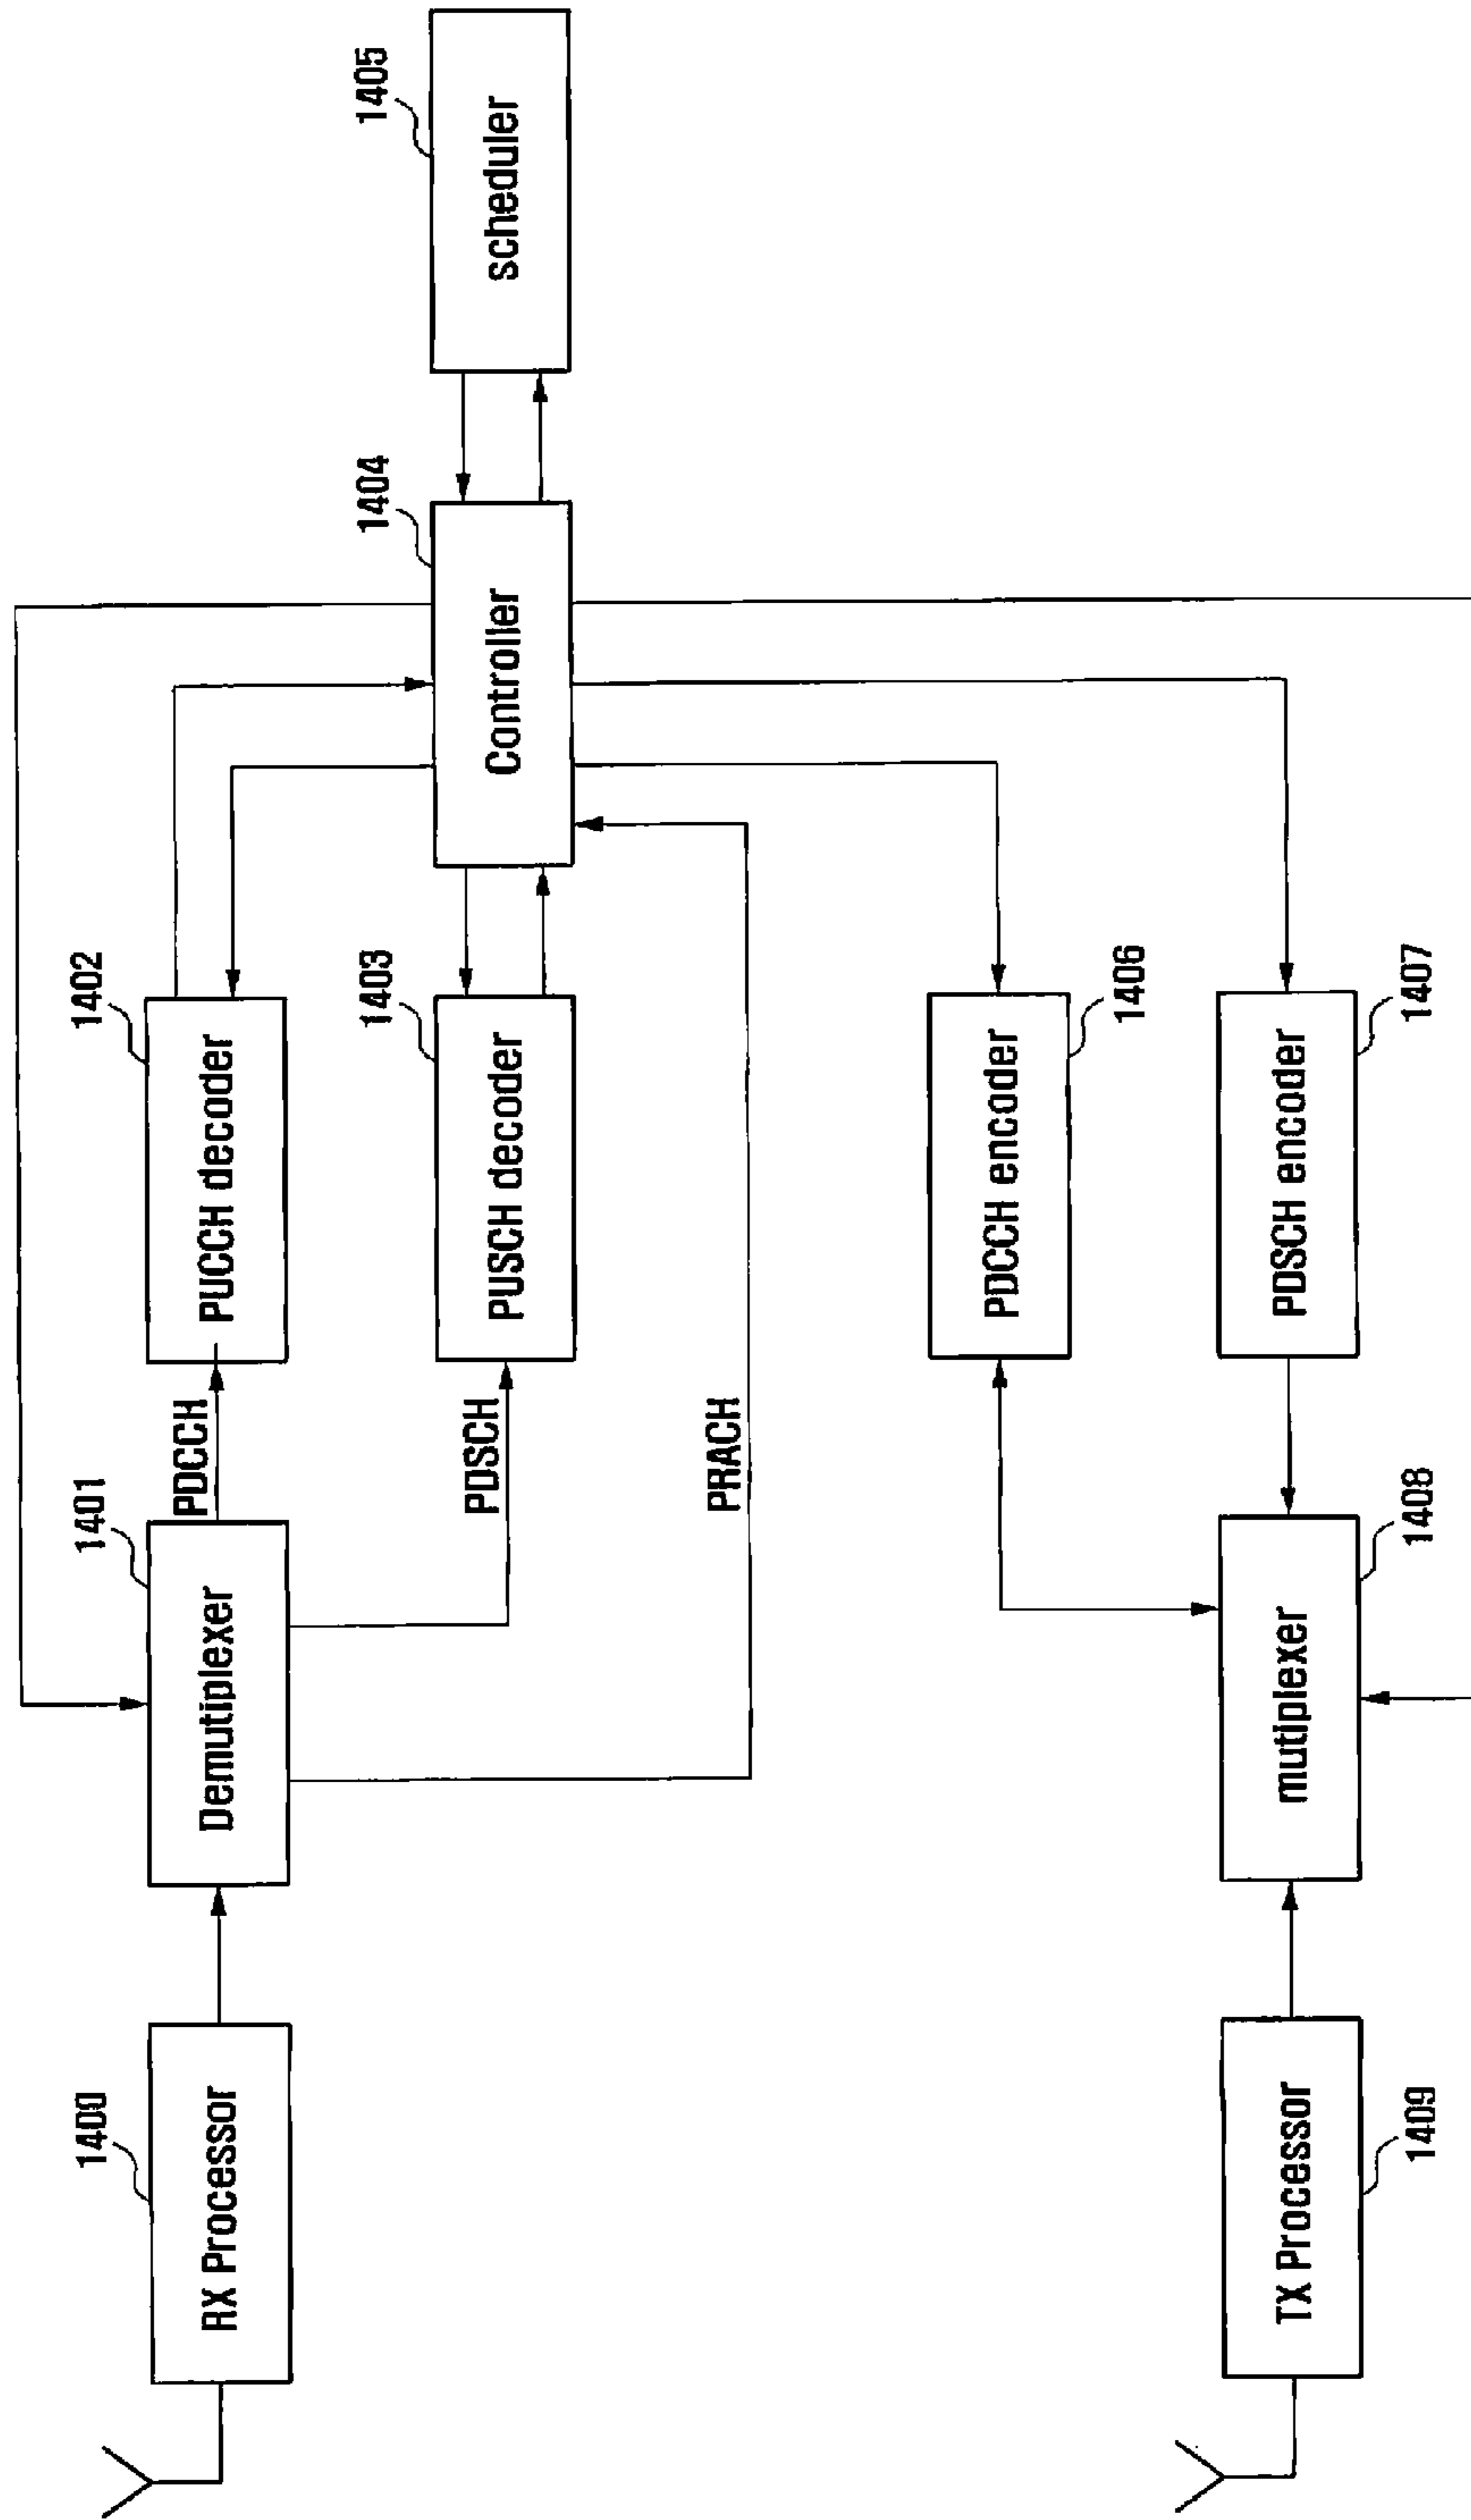 1400
RX Processor
1401
Demutiplexer
PDCCH
1402
PUCCH decoder
PDSCH
1403
PUSCH decoder
PRACH
1404
Controller
1405
scheduler
1406
PDCCH encoder
1407
PDSCH encoder
1408
mutiplexer
1409
TX Processor